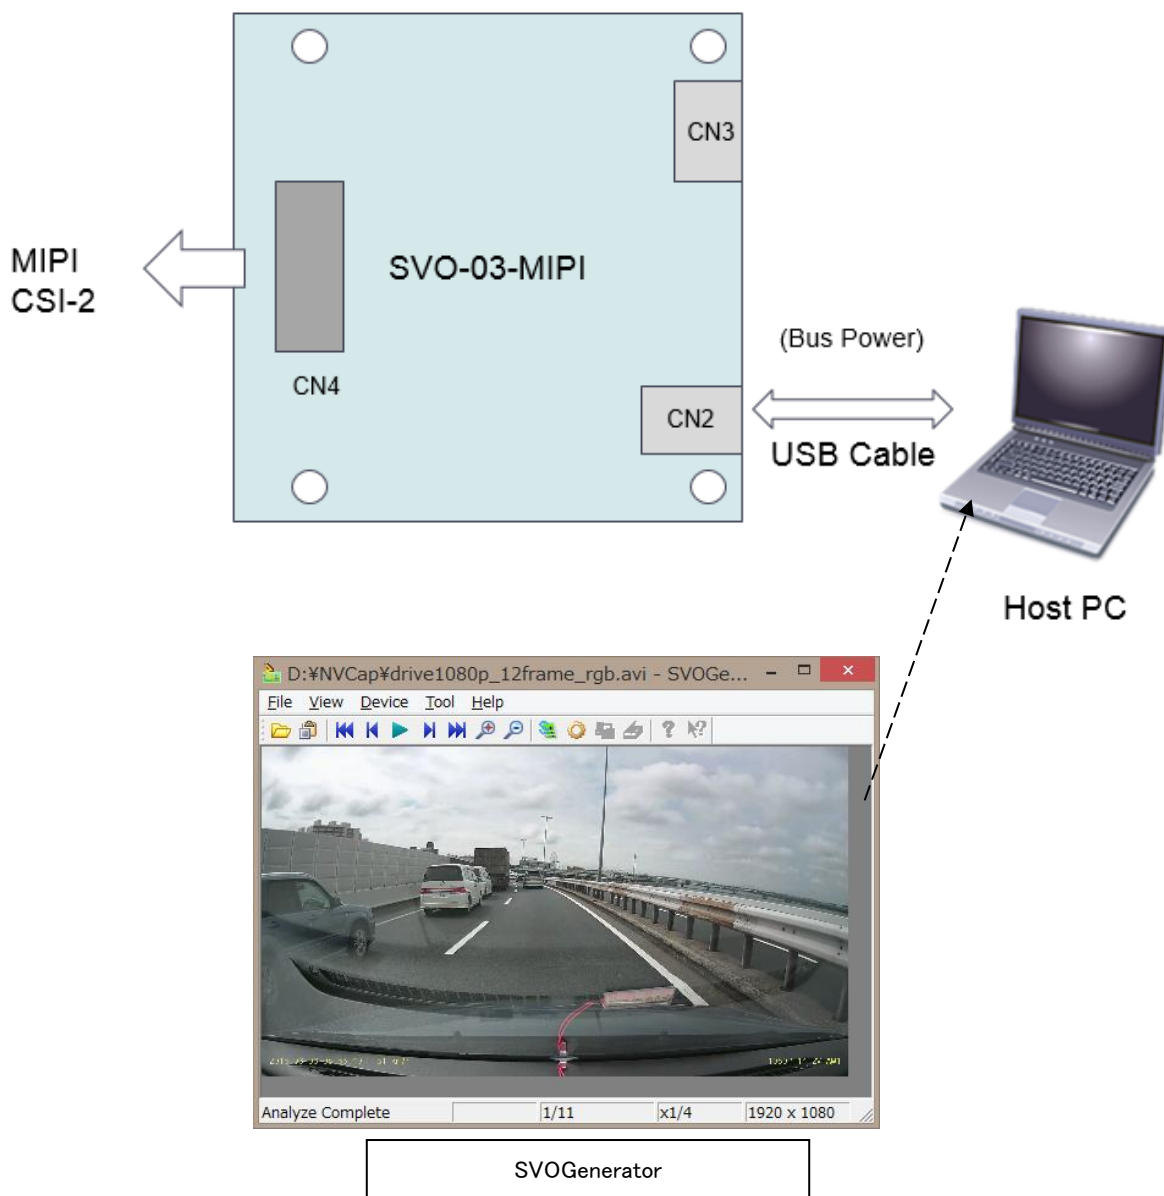 CN3
MIPI
CSI-2
SVO-03-MIPI
(Bus Power)
CN4
CN2
USB Cable
Host PC
D:¥NVCap¥drive1080p_12frame_rgb.avi - SVOGe...
File View Device Tool Help
Analyze Complete 1/11 x1/4 1920 x 1080
SVOGenerator